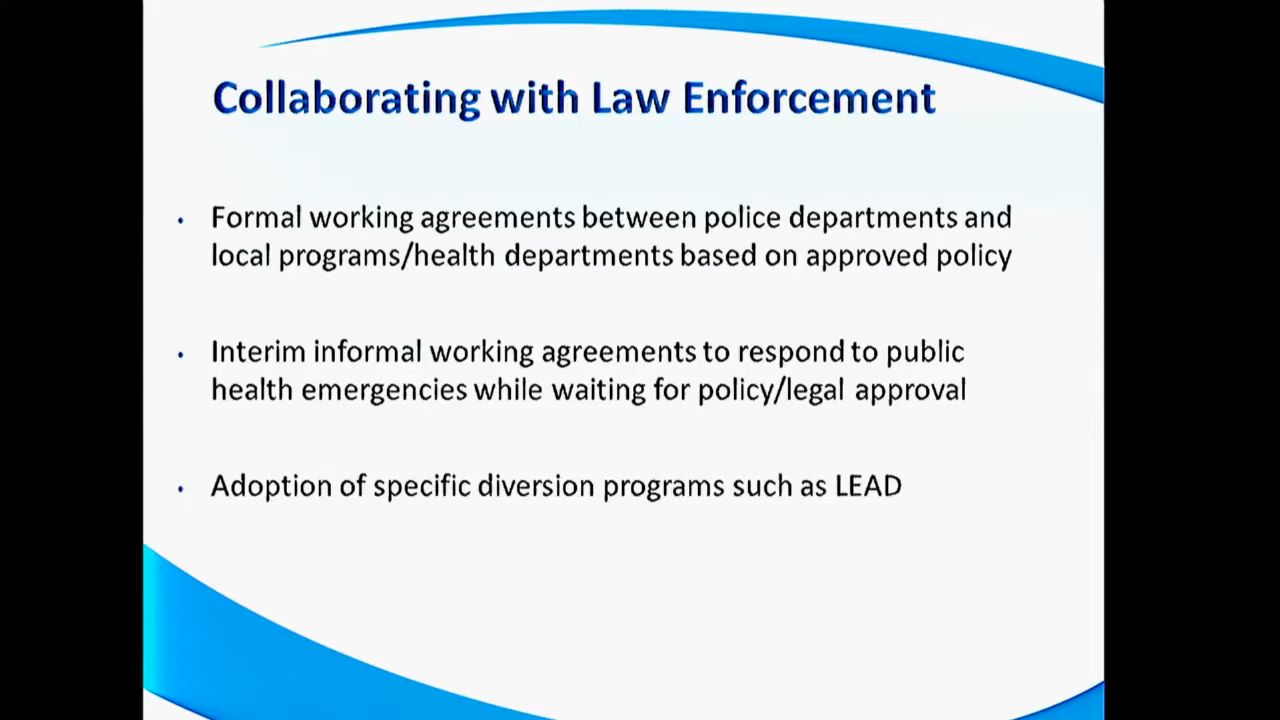 Collaborating with Law Enforcement
• Formal working agreements between police departments and
local programs/health departments based on approved policy
• Interim informal working agreements to respond to public
health emergencies while waiting for policy/legal approval
• Adoption of specific diversion programs such as LEAD